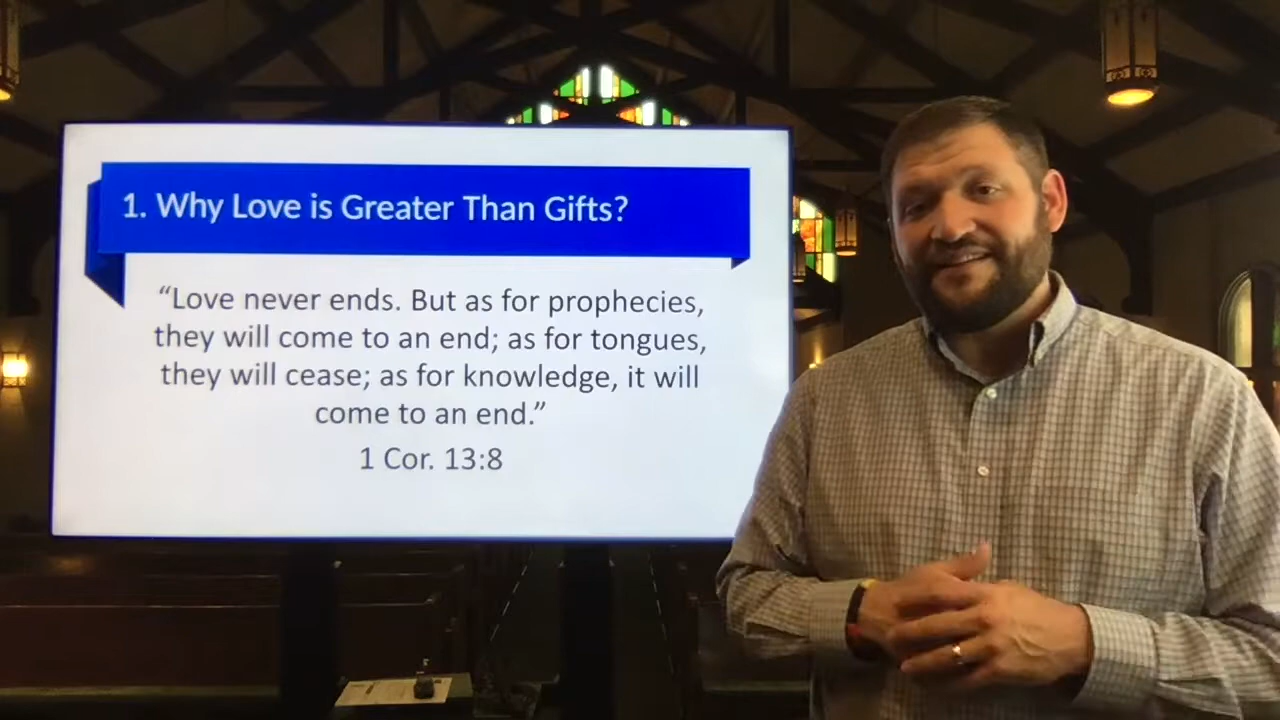 1. Why Love is Greater Than Gifts?
“Love never ends. But as for prophecies,
they will come to an end; as for tongues,
they will cease; as for knowledge, it will
come to an end.”
1 Cor. 13:8